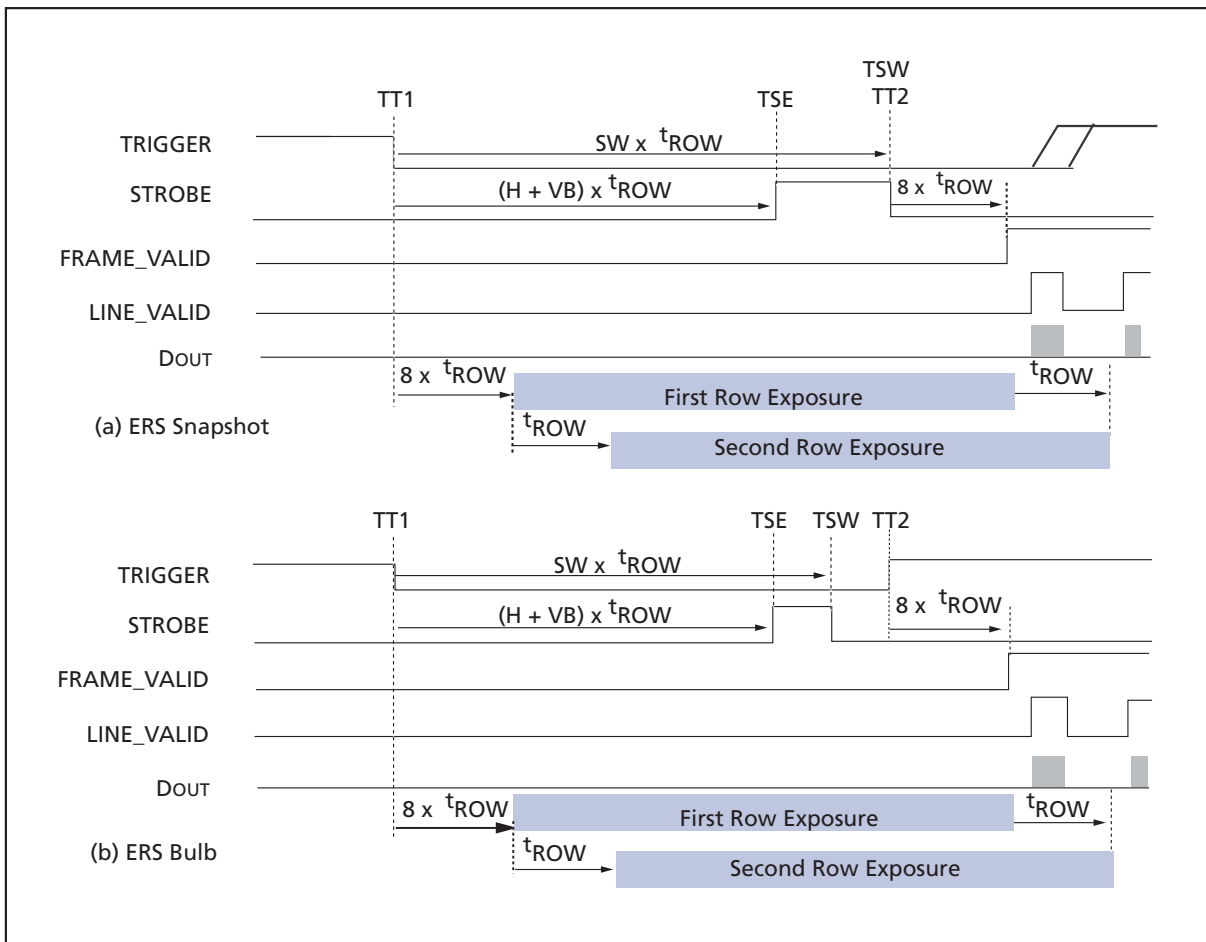 TSW
TT1 TSE TT2
TRIGGER SW x tROW
STROBE (H + VB) x tROW 8 x tROW
FRAME_VALID
LINE_VALID
DOUT
8 x tROW First Row Exposure tROW
(a) ERS Snapshot
tROW Second Row Exposure
TT1 TSE TSW TT2
TRIGGER SW x tROW
STROBE (H + VB) x tROW 8 x tROW
FRAME_VALID
LINE_VALID
DOUT
8 x tROW First Row Exposure tROW
(b) ERS Bulb
tROW Second Row Exposure